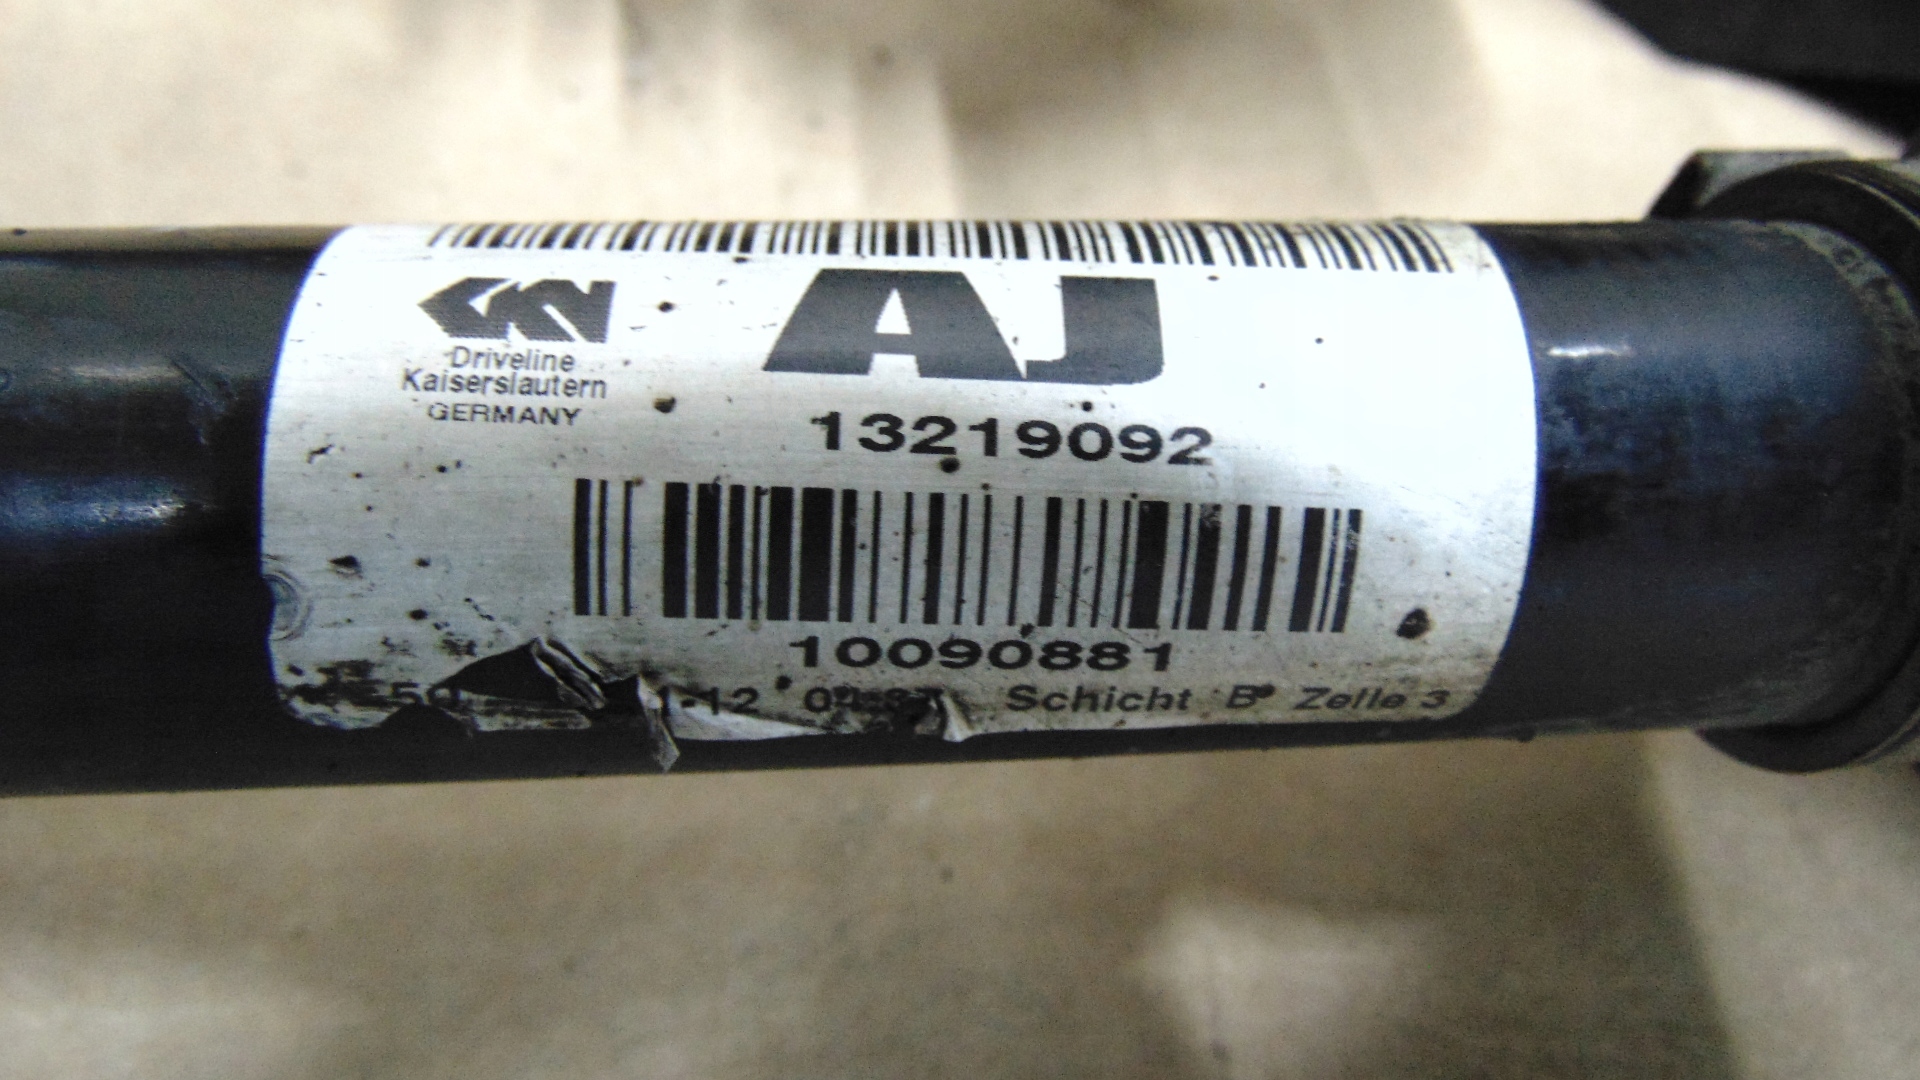 GKN
AJ
Driveline
Kaiserslautern
GERMANY
13219092
10090881
Schicht B Zelle 3